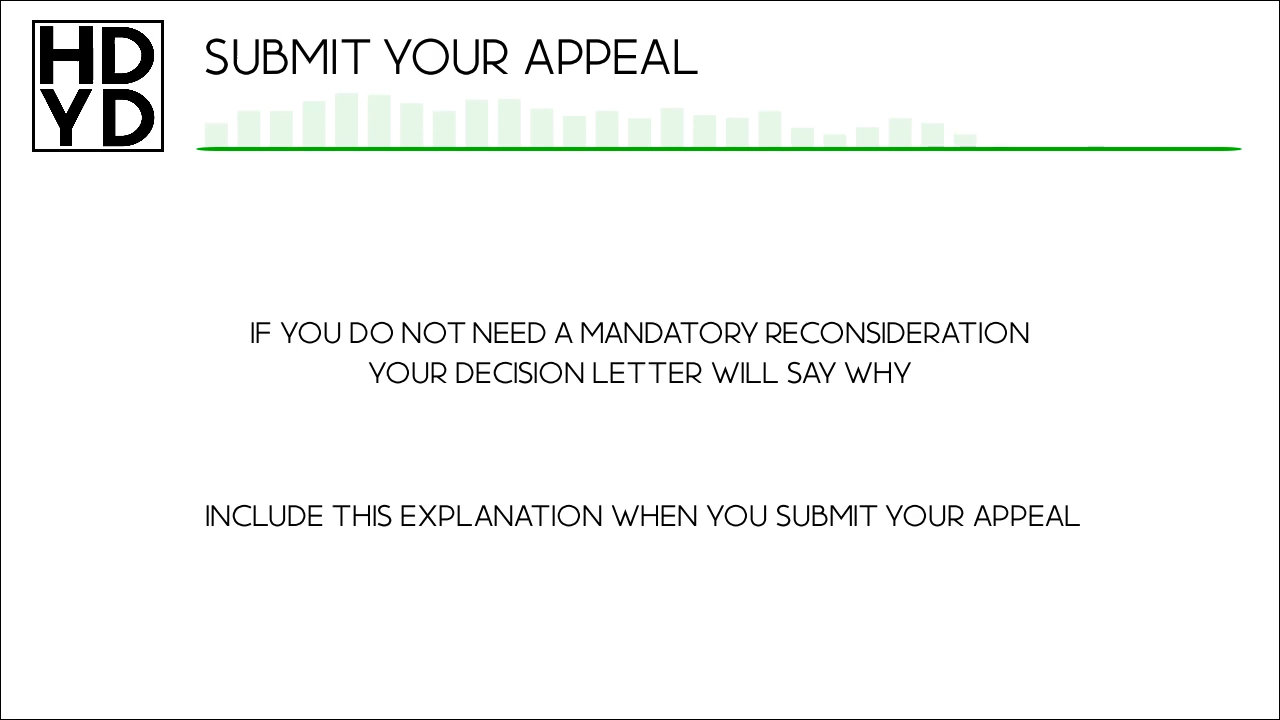 HD
YD
SUBMIT YOUR APPEAL
IF YOU DO NOT NEED A MANDATORY RECONSIDERATION
YOUR DECISION LETTER WILL SAY WHY
INCLUDE THIS EXPLANATION WHEN YOU SUBMIT YOUR APPEAL